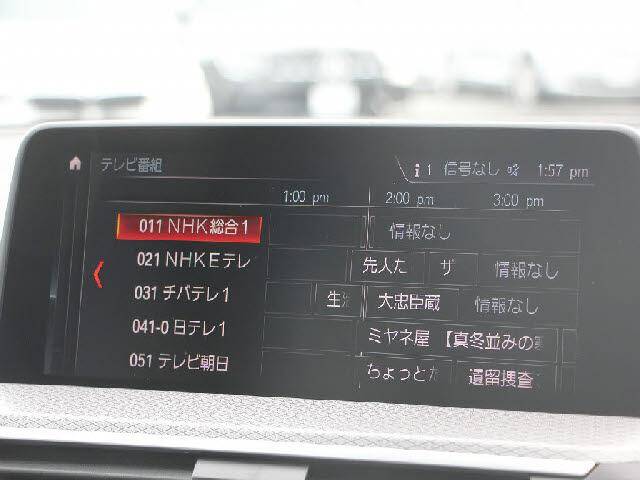 テレビ番組 i 1 信号なし 1:57 pm
1:00 pm 2:00 pm 3:00 pm
011 NHK総合1 情報なし
021 NHKEテレ 先人た ザ 情報なし
031 チバテレ1 生 大忠臣蔵 情報なし
041-0 日テレ1 ミヤネ屋 【真冬並みの
051 テレビ朝日 ちょっとた 遺留捜査